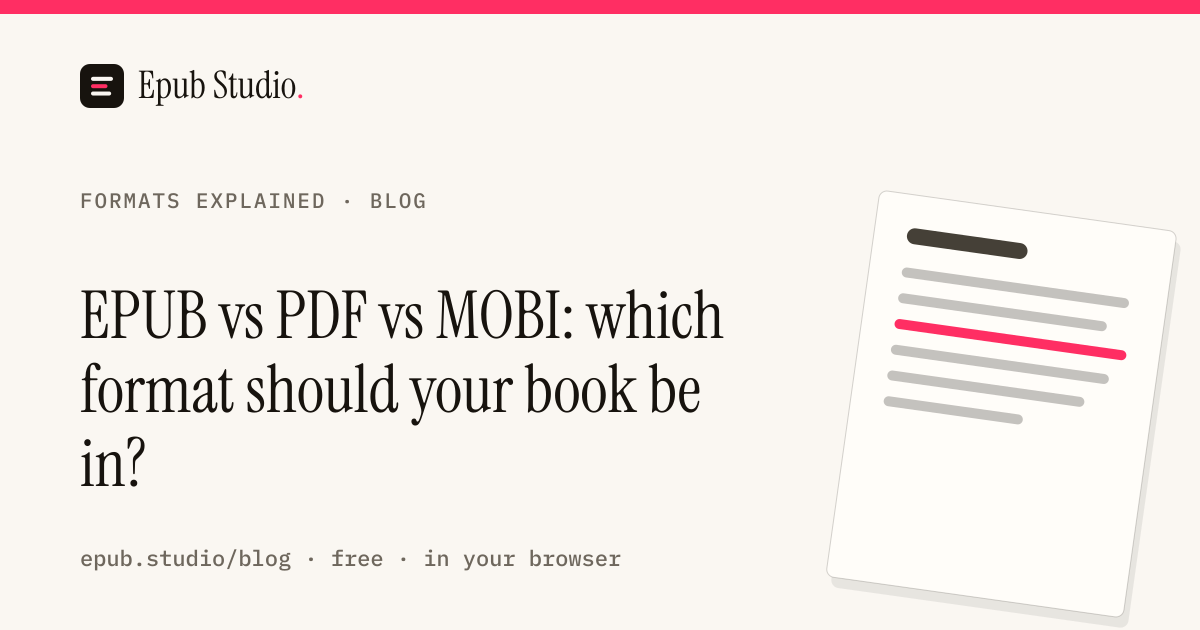 Epub Studio.
FORMATS EXPLAINED · BLOG
EPUB vs PDF vs MOBI: which
format should your book be
in?
epub.studio/blog · free · in your browser